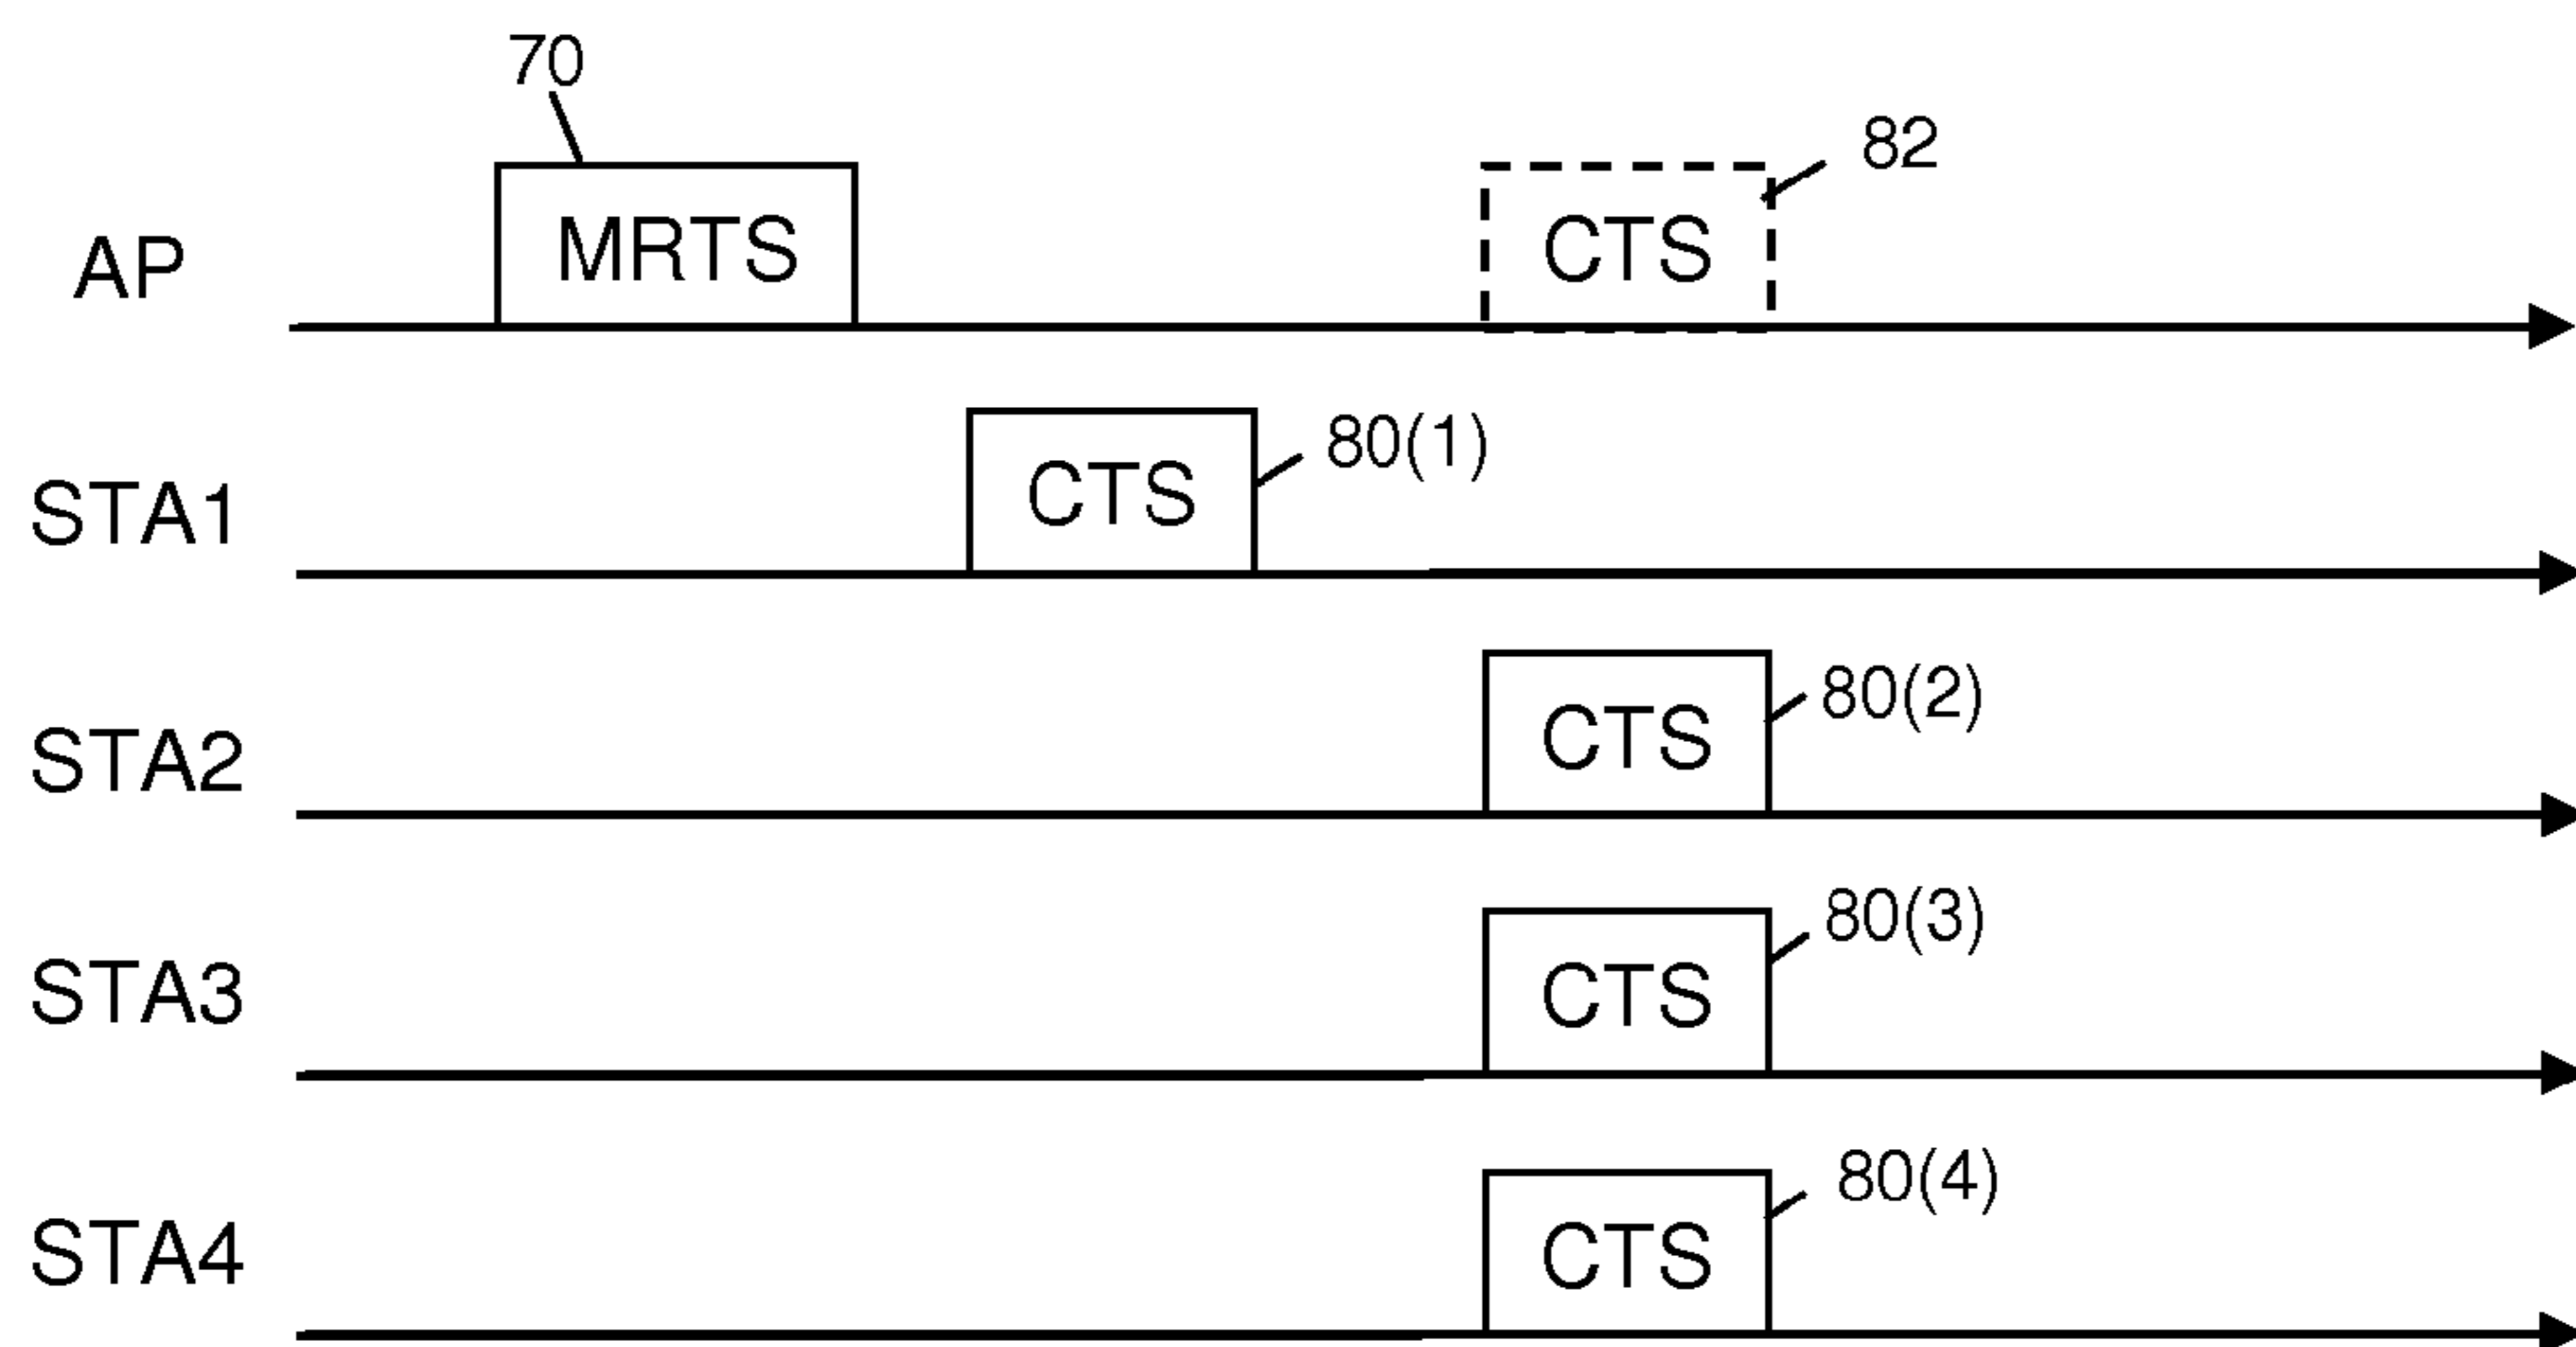 70
82
AP
MRTS
CTS
STA1
CTS
80(1)
STA2
CTS
80(2)
STA3
CTS
80(3)
STA4
CTS
80(4)